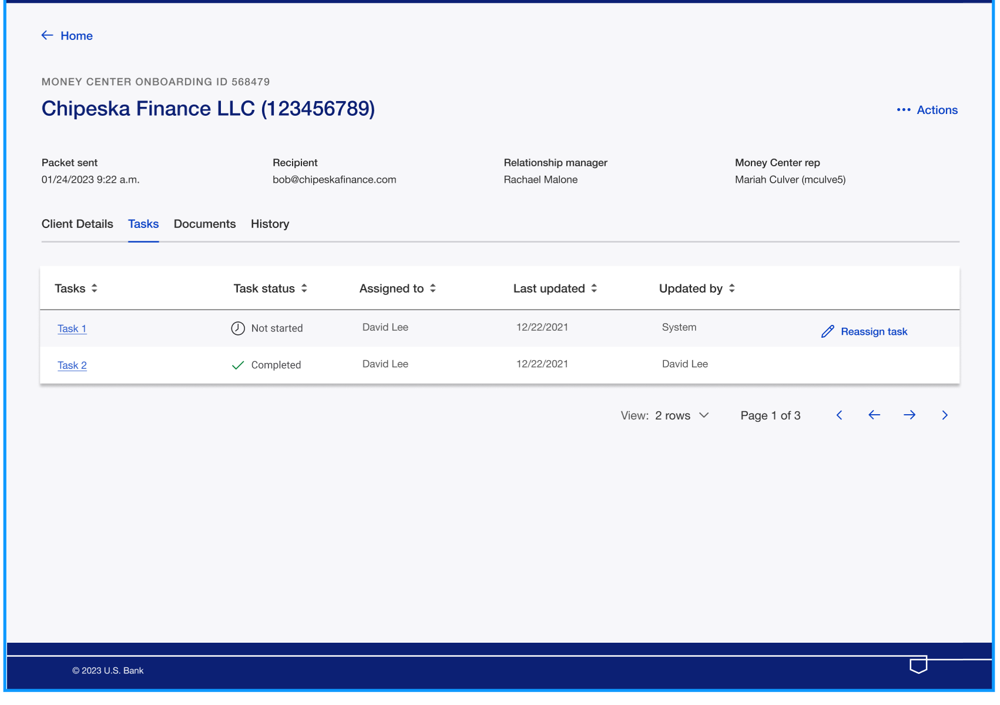 Home
MONEY CENTER ONBOARDING ID 568479
Chipeska Finance LLC (123456789)
Actions
Packet sent Recipient Relationship manager Money Center rep
01/24/2023 9:22 a.m. bob@chipeskafinance.com Rachael Malone Mariah Culver (mculve5)
Client Details Tasks Documents History
Tasks Task status Assigned to Last updated Updated by
Task 1 Not started David Lee 12/22/2021 System Reassign task
Task 2 Completed David Lee 12/22/2021 David Lee
View: 2 rows Page 1 of 3
© 2023 U.S. Bank